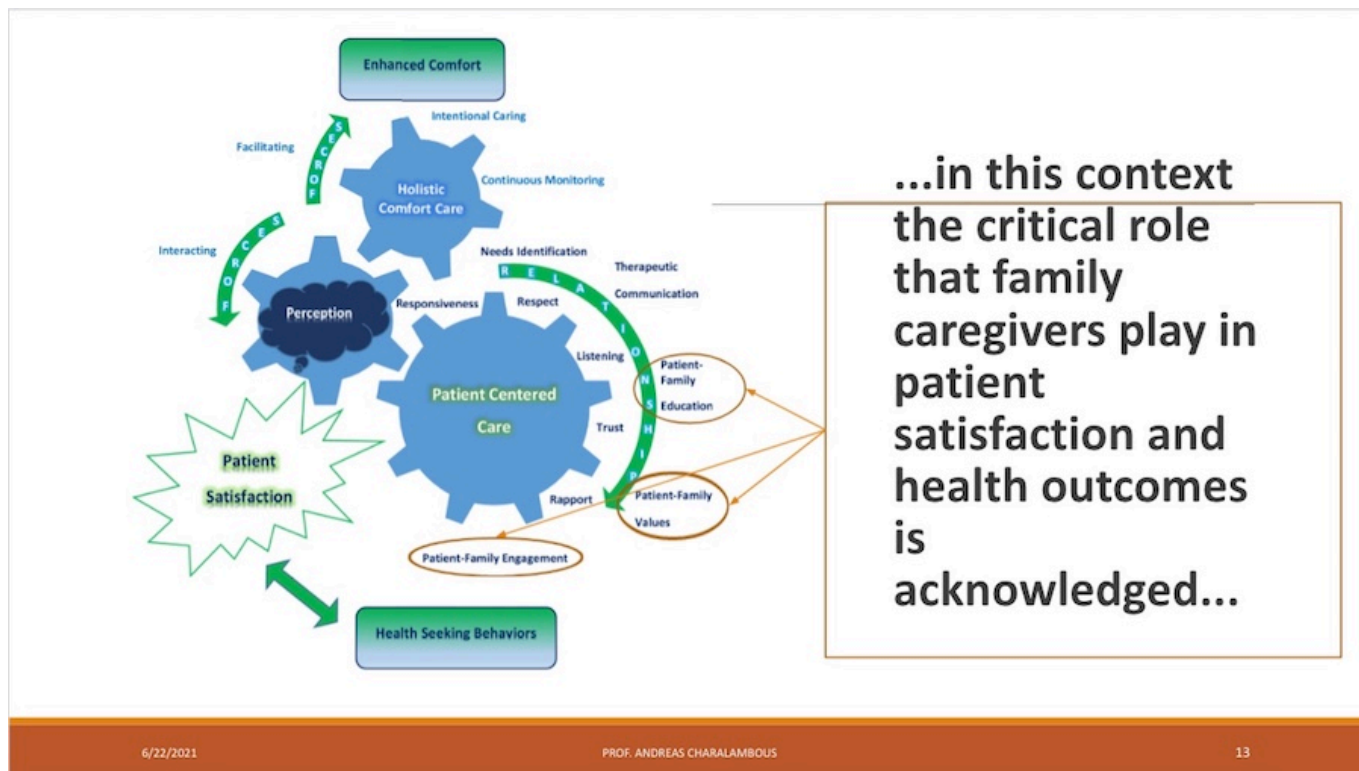 Enhanced Comfort
Intentional Caring
Facilitating
FORCES
Holistic
Comfort Care
Continuous Monitoring
Interacting
FORCES
Needs Identification
RELATIONSHIP
Therapeutic
Communication
Perception
Responsiveness
Respect
Listening
Patient-
Family
Education
Patient Centered
Care
Trust
Patient
Satisfaction
Rapport
Patient-Family
Values
Patient-Family Engagement
Health Seeking Behaviors
...in this context
the critical role
that family
caregivers play in
patient
satisfaction and
health outcomes
is
acknowledged...
6/22/2021
PROF. ANDREAS CHARALAMBOUS
13